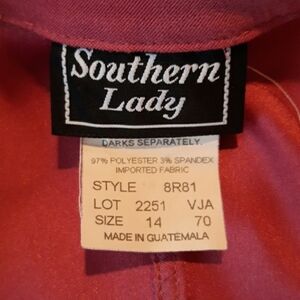 Southern
Lady
DARKS SEPARATELY.
97% POLYESTER 3% SPANDEX
IMPORTED FABRIC
STYLE 8R81
LOT 2251 VJA
SIZE 14 70
MADE IN GUATEMALA